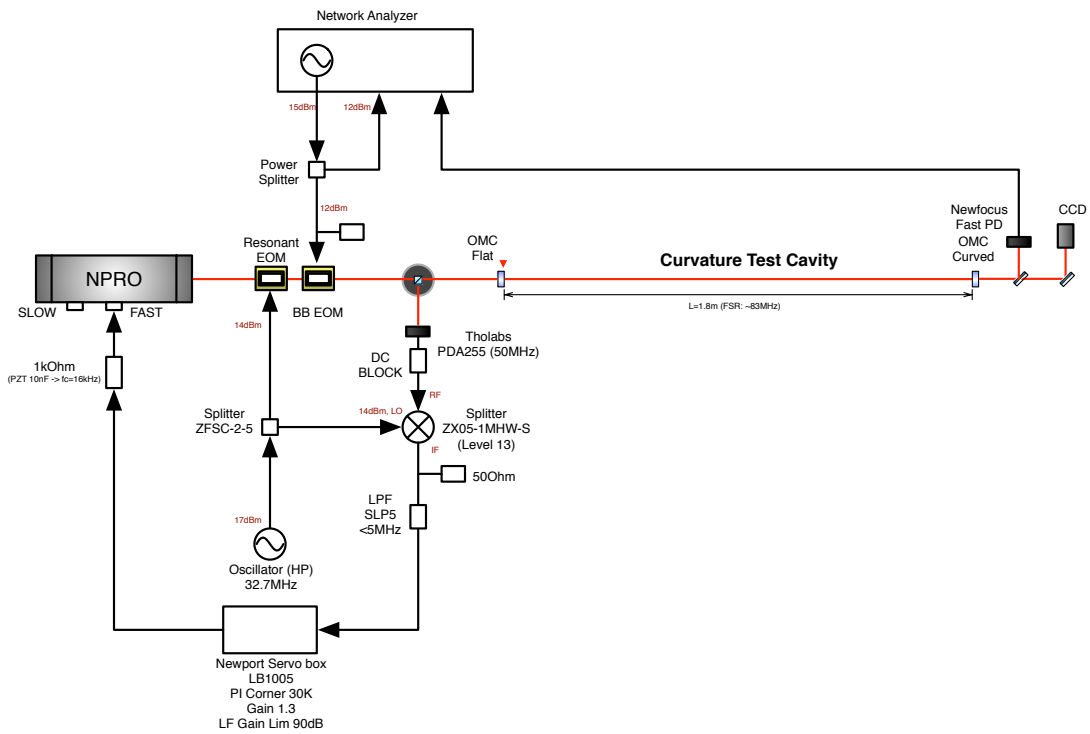 Network Analyzer
15dBm
12dBm
Power
Splitter
12dBm
Newfocus
Fast PD
OMC
Curved
CCD
Resonant
EOM
OMC
Flat
Curvature Test Cavity
NPRO
SLOW
FAST
BB EOM
L=1.8m (FSR: ~83MHz)
14dBm
Tholabs
PDA255 (50MHz)
DC
BLOCK
1kOhm
(PZT 10nF -> fc=16kHz)
RF
Splitter
ZFSC-2-5
14dBm, LO
Splitter
ZX05-1MHW-S
(Level 13)
IF
50Ohm
LPF
SLP5
<5MHz
17dBm
Oscillator (HP)
32.7MHz
Newport Servo box
LB1005
PI Corner 30K
Gain 1.3
LF Gain Lim 90dB